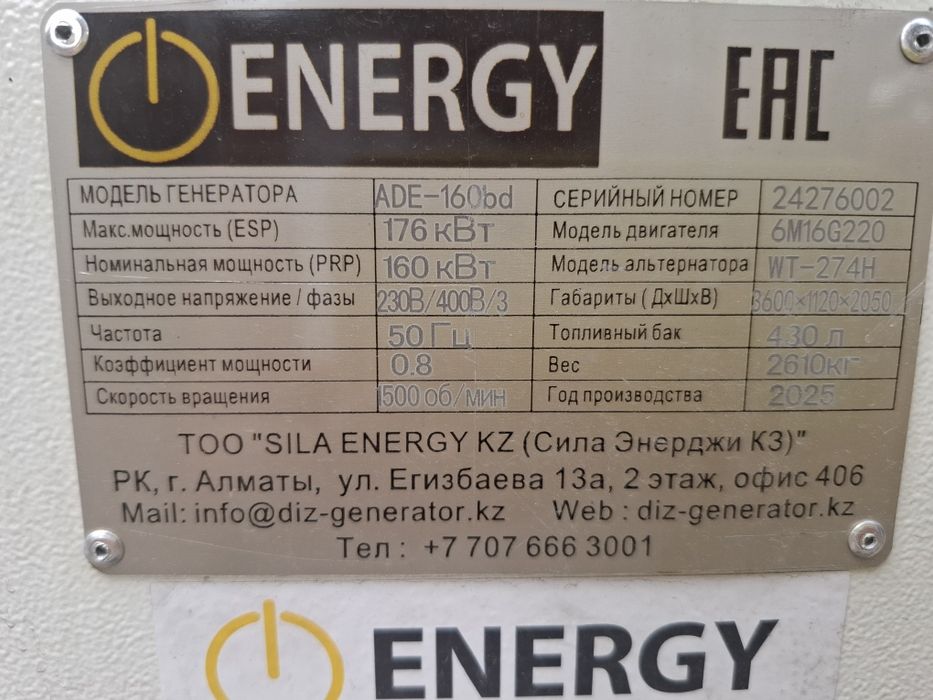 ENERGY EAC
МОДЕЛЬ ГЕНЕРАТОРА ADE-160bd СЕРИЙНЫЙ НОМЕР 24276002
Макс.мощность (ESP) 176 кВт Модель двигателя 6M16G220
Номинальная мощность (PRP) 160 кВт Модель альтернатора WT-274H
Выходное напряжение / фазы 230В/400В/3 Габариты (ДхШхВ) 3600×1120×2050
Частота 50 Гц Топливный бак 430 л
Коэффициент мощности 0.8 Вес 2610кг
Скорость вращения 1500 об/мин Год производства 2025
ТОО "SILA ENERGY KZ (Сила Энерджи КЗ)"
РК, г. Алматы, ул. Егизбаева 13а, 2 этаж, офис 406
Mail: info@diz-generator.kz Web : diz-generator.kz
Тел : +7 707 666 3001
ENERGY